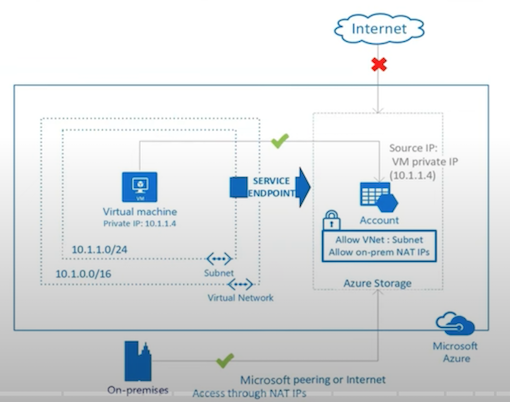 Internet
Source IP:
VM private IP
(10.1.1.4)
SERVICE
ENDPOINT
VM
Virtual machine
Private IP: 10.1.1.4
Account
Allow VNet : Subnet
Allow on-prem NAT IPs
10.1.1.0/24
Subnet
10.1.0.0/16
Azure Storage
Virtual Network
Microsoft
Azure
Microsoft peering or Internet
On-premises
Access through NAT IPs